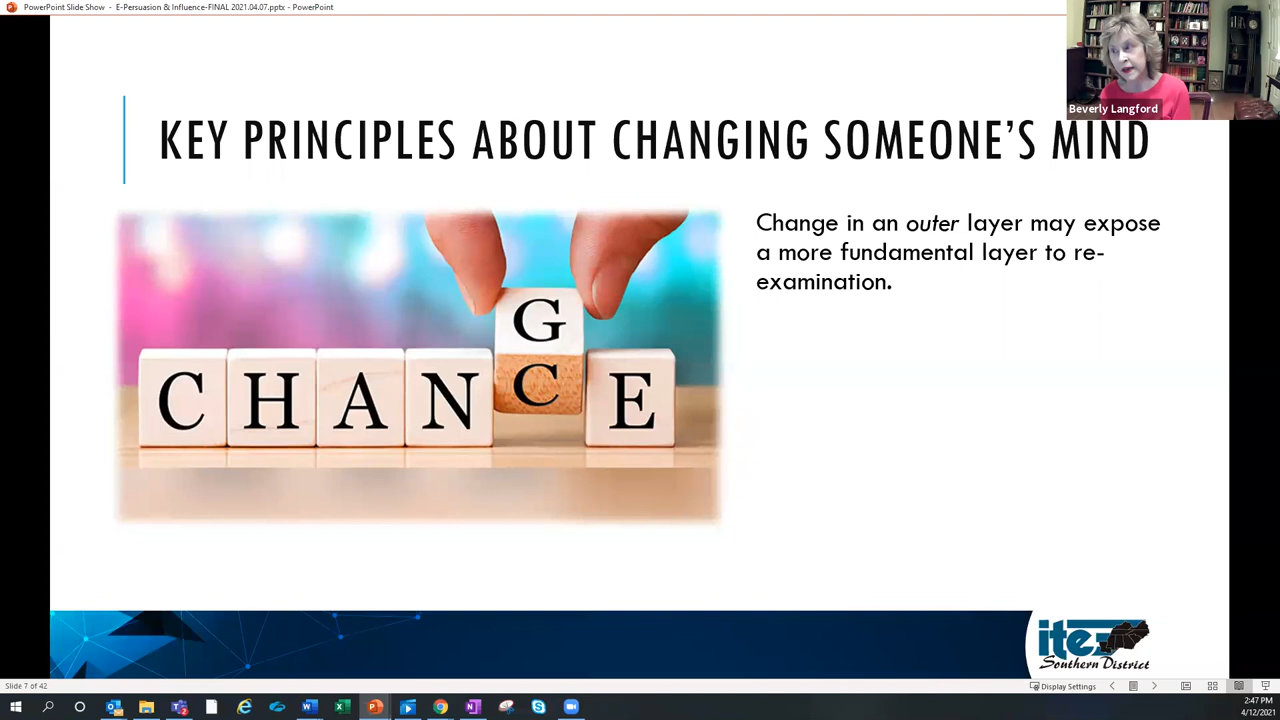 PowerPoint Slide Show - E-Persuasion & Influence-FINAL 2021.04.07.pptx - PowerPoint
Beverly Langford
KEY PRINCIPLES ABOUT CHANGING SOMEONE'S MIND
Change in an outer layer may expose
a more fundamental layer to re-
examination.
G
CHANCE
ite
Southern District
Slide 7 of 42
Display Settings
2:47 PM
4/12/2021